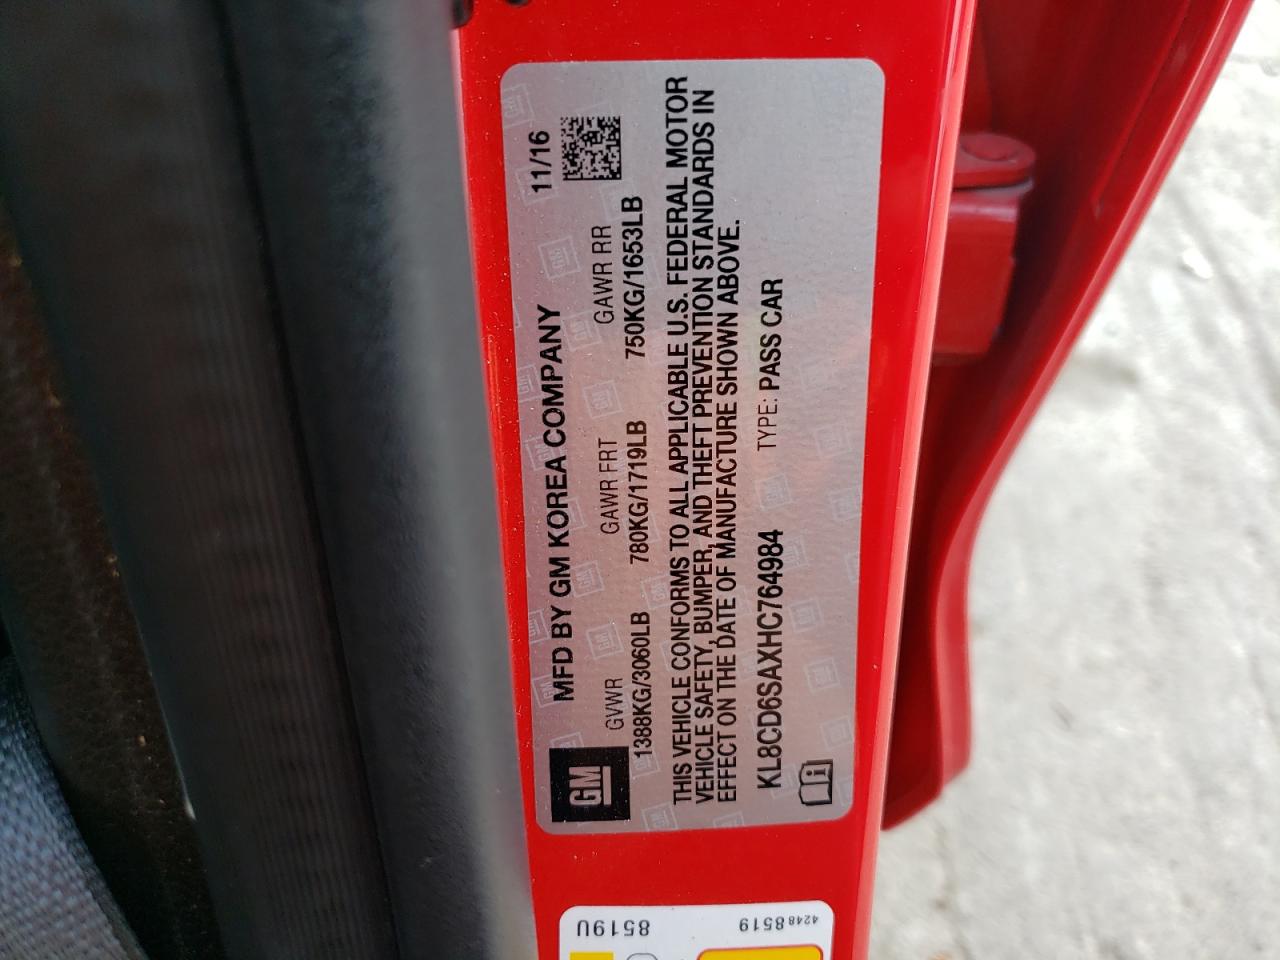 MFD BY GM KOREA COMPANY 11/16
GM
GVWR GAWR FRT GAWR RR
1388KG/3060LB 780KG/1719LB 750KG/1653LB
THIS VEHICLE CONFORMS TO ALL APPLICABLE U.S. FEDERAL MOTOR
VEHICLE SAFETY, BUMPER, AND THEFT PREVENTION STANDARDS IN
EFFECT ON THE DATE OF MANUFACTURE SHOWN ABOVE.
KL8CD6SAXHC764984 TYPE: PASS CAR
8519U
42488519